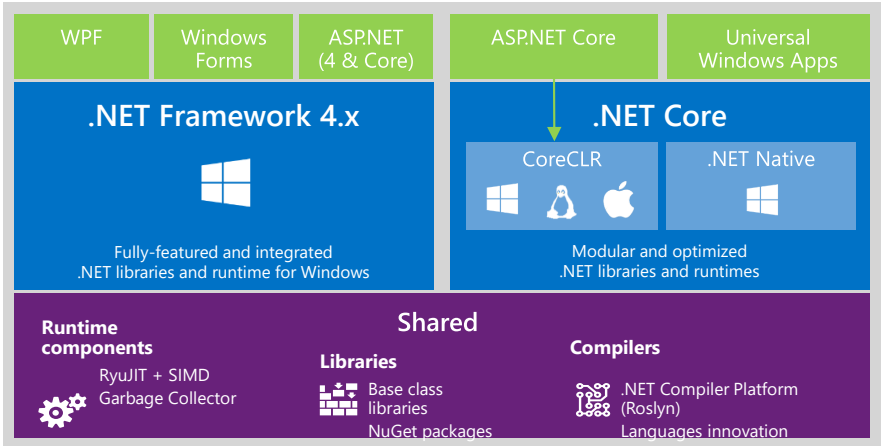 WPF
Windows
Forms
ASP.NET
(4 & Core)
ASP.NET Core
Universal
Windows Apps
.NET Framework 4.x
Fully-featured and integrated
.NET libraries and runtime for Windows
.NET Core
CoreCLR
.NET Native
Modular and optimized
.NET libraries and runtimes
Shared
Runtime
components
RyuJIT + SIMD
Garbage Collector
Libraries
Base class
libraries
NuGet packages
Compilers
.NET Compiler Platform
(Roslyn)
Languages innovation